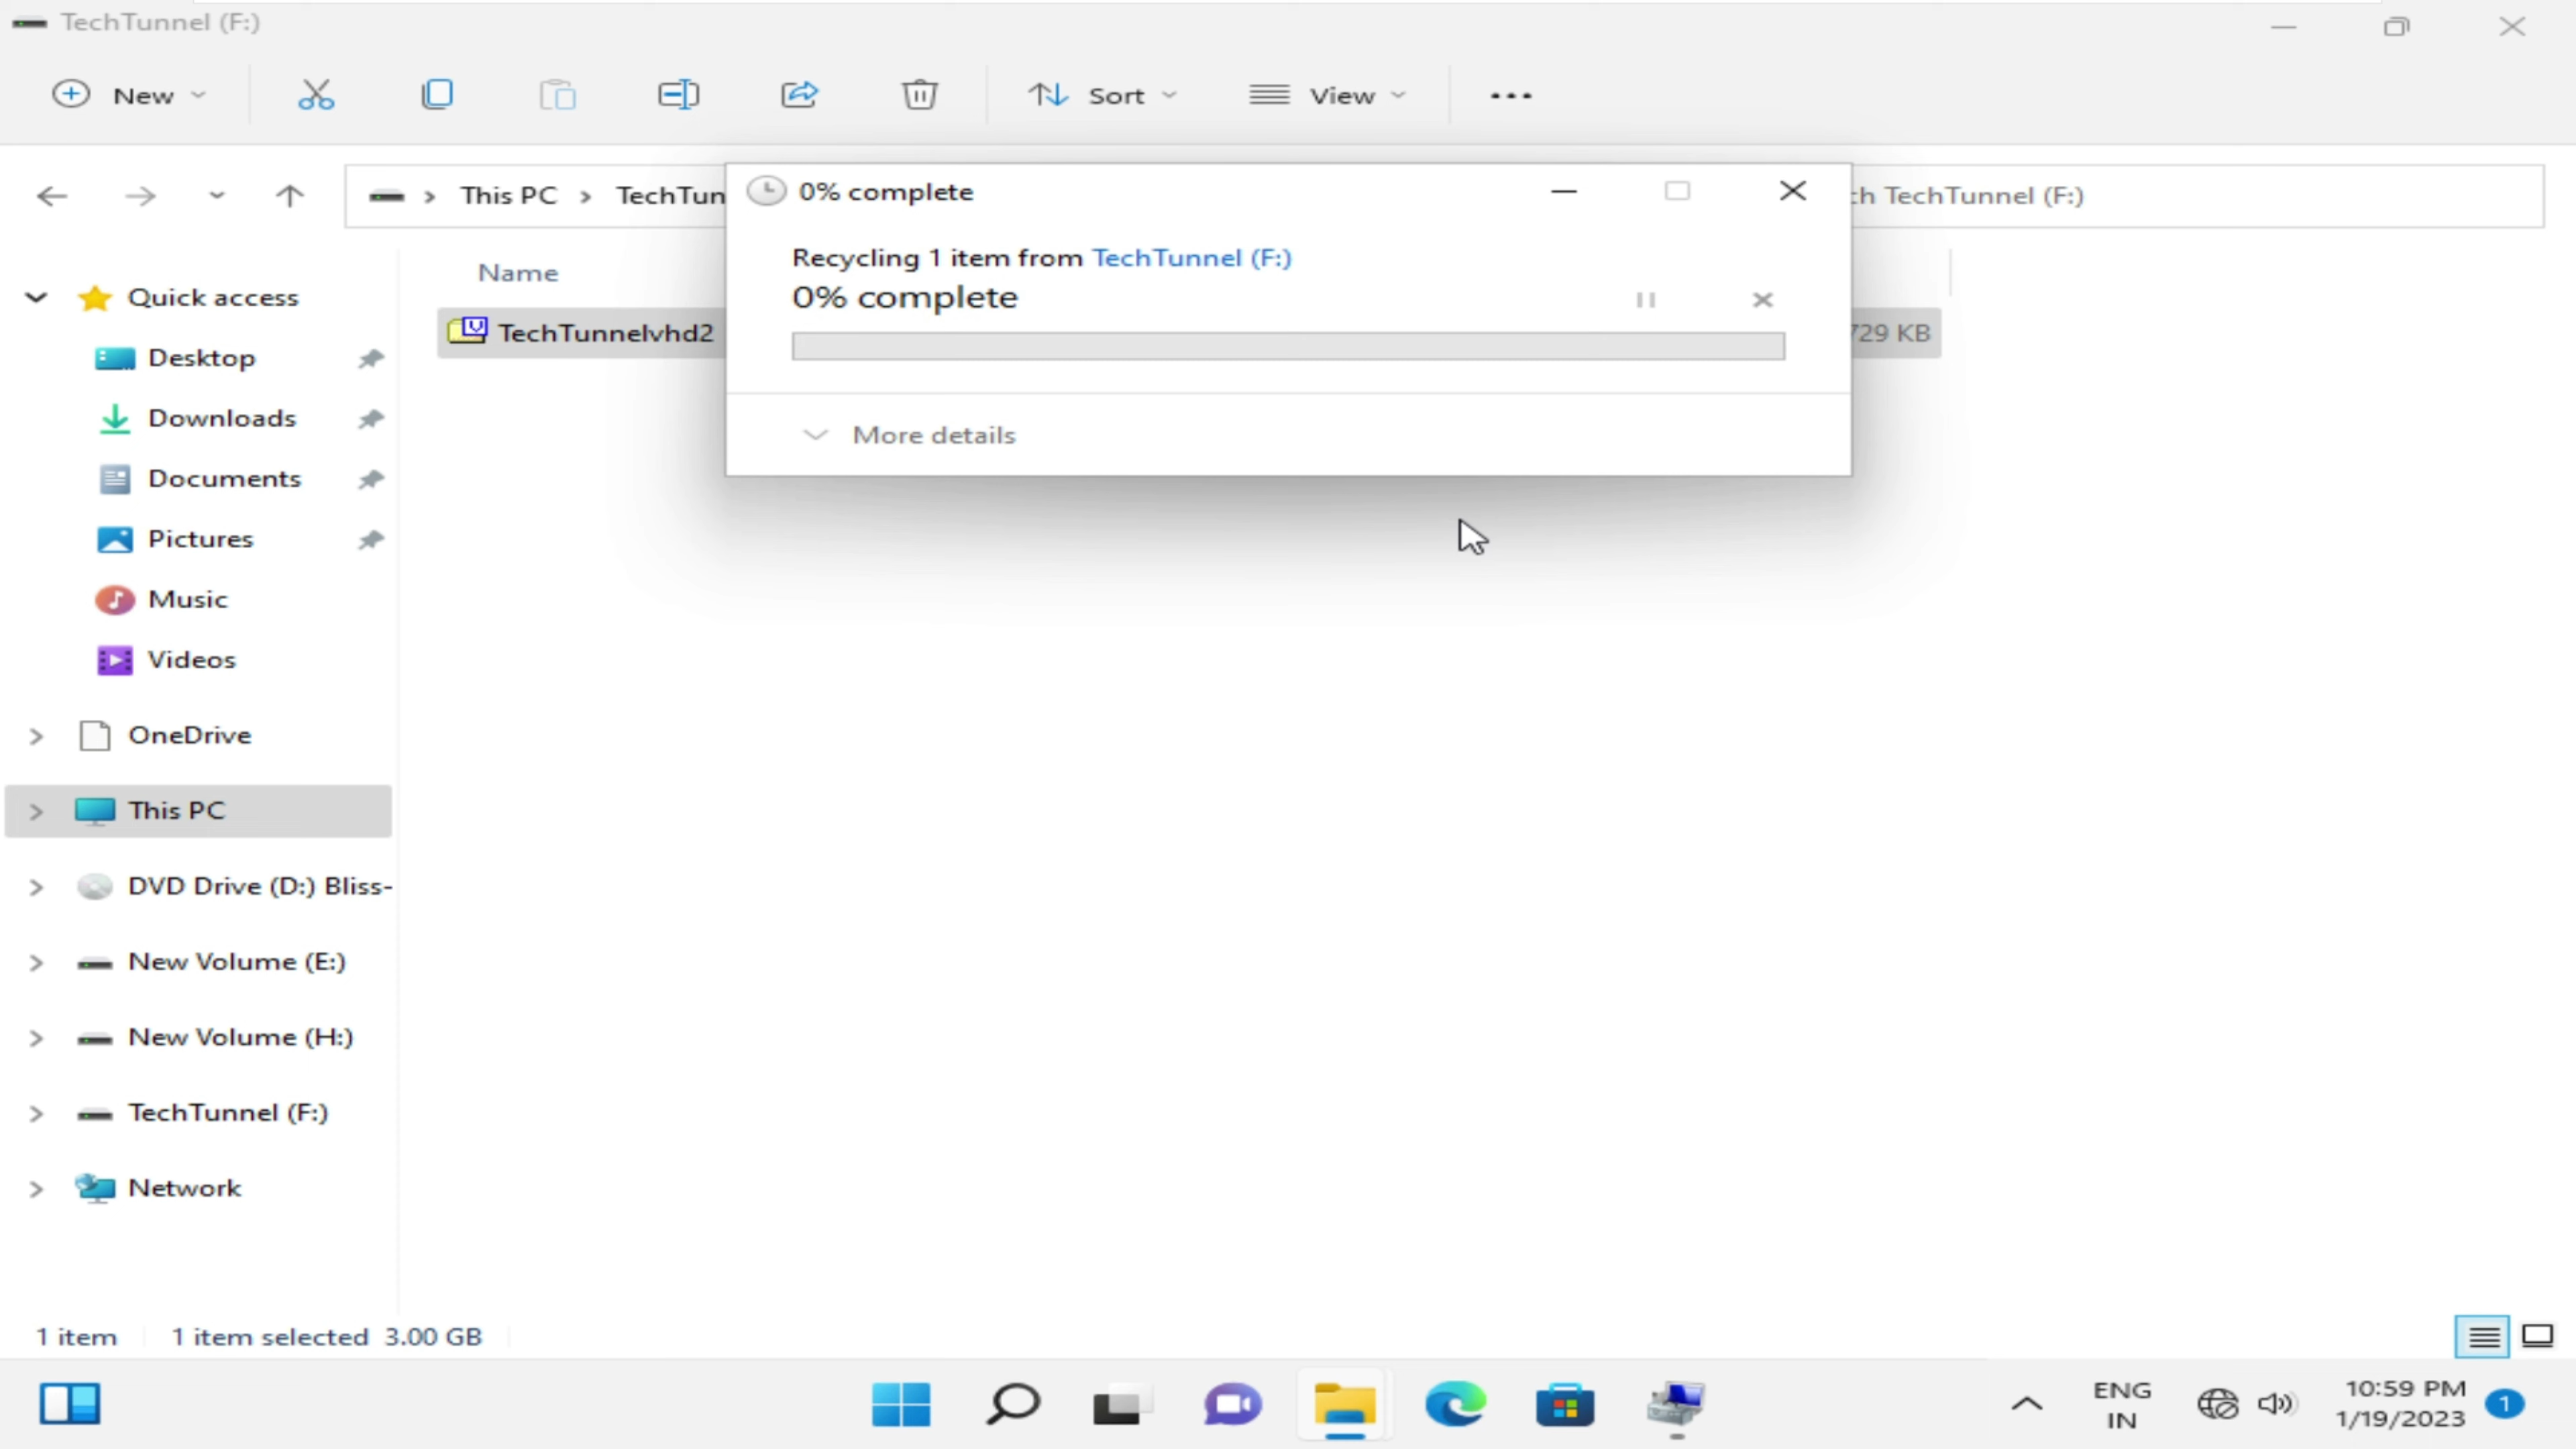 TechTunnel (F:)
New
Sort
View
This PC
TechTun
TechTunnel (F:)
0% complete
Recycling 1 item from TechTunnel (F:)
0% complete
More details
Name
TechTunnelvhd2
729 KB
Quick access
Desktop
Downloads
Documents
Pictures
Music
Videos
OneDrive
This PC
DVD Drive (D:) Bliss-
New Volume (E:)
New Volume (H:)
TechTunnel (F:)
Network
1 item
1 item selected 3.00 GB
ENG
IN
10:59 PM
1/19/2023
1